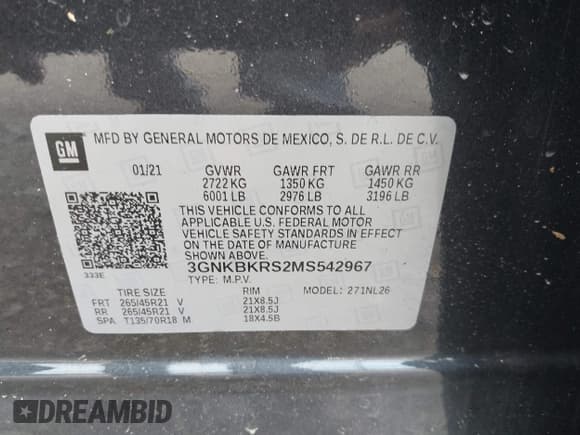 GM
MFD BY GENERAL MOTORS DE MEXICO, S. DE R.L. DE C.V.
01/21 GVWR GAWR FRT GAWR RR
2722 KG 1350 KG 1450 KG
6001 LB 2976 LB 3196 LB
THIS VEHICLE CONFORMS TO ALL
APPLICABLE U.S. FEDERAL MOTOR
VEHICLE SAFETY STANDARDS IN EFFECT
ON THE DATE OF MANUFACTURE
SHOWN ABOVE.
333E
3GNKBKRS2MS542967
TYPE: M.P.V.
TIRE SIZE RIM MODEL: 271NL26
FRT 265/45R21 V 21X8.5J
RR 265/45R21 V 21X8.5J
SPA T135/70R18 M 18X4.5B
DREAMBID